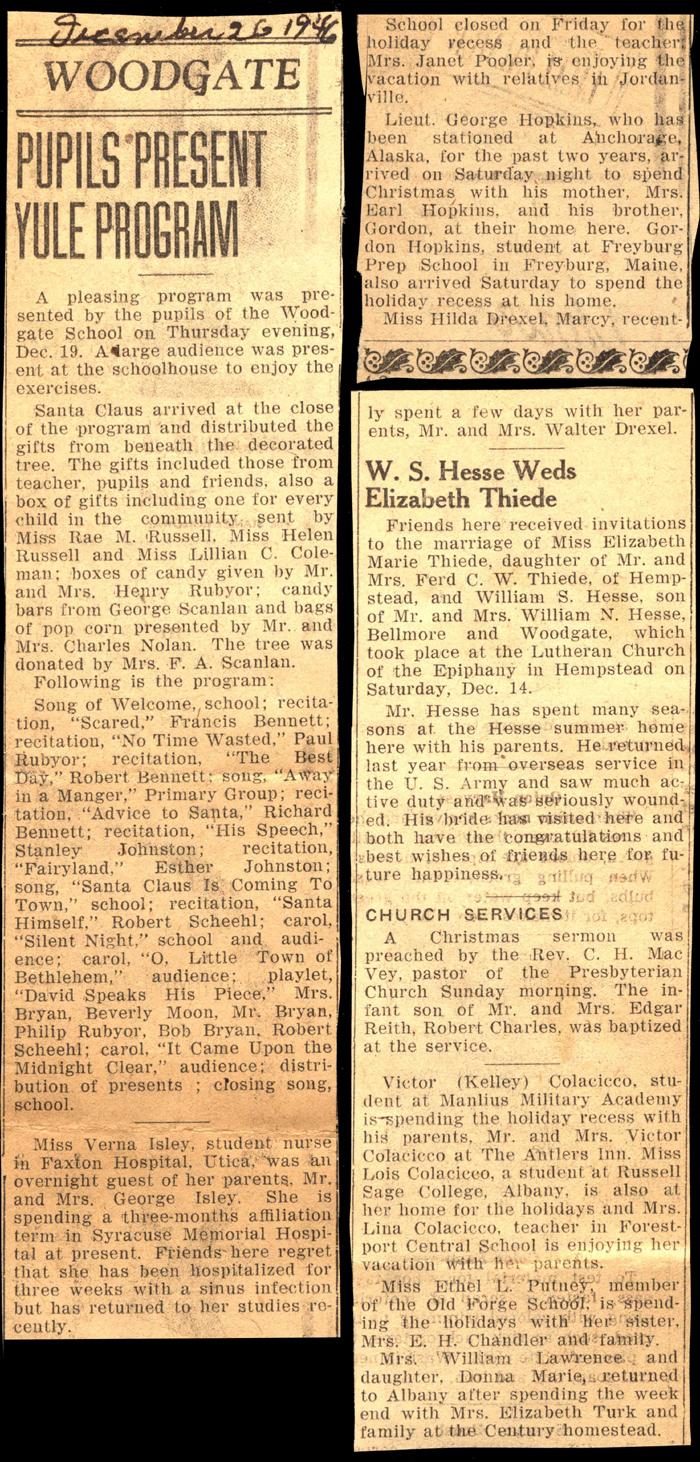 December 26 1946
WOODGATE
PUPILS PRESENT
YULE PROGRAM
A pleasing program was pre-
sented by the pupils of the Wood-
gate School on Thursday evening,
Dec. 19. A large audience was pres-
ent at the schoolhouse to enjoy the
exercises.
Santa Claus arrived at the close
of the program and distributed the
gifts from beneath the decorated
tree. The gifts included those from
teacher, pupils and friends, also a
box of gifts including one for every
child in the community sent by
Miss Rae M. Russell, Miss Helen
Russell and Miss Lillian C. Cole-
man; boxes of candy given by Mr.
and Mrs. Henry Rubyor; candy
bars from George Scanlan and bags
of pop corn presented by Mr. and
Mrs. Charles Nolan. The tree was
donated by Mrs. F. A. Scanlan.
Following is the program:
Song of Welcome, school; recita-
tion, "Scared," Francis Bennett;
recitation, "No Time Wasted," Paul
Rubyor; recitation, "The Best
Day," Robert Bennett; song, "Away
in a Manger," Primary Group; reci-
tation, "Advice to Santa," Richard
Bennett; recitation, "His Speech,"
Stanley Johnston; recitation,
"Fairyland," Esther Johnston;
song, "Santa Claus Is Coming To
Town," school; recitation, "Santa
Himself," Robert Scheehl; carol,
"Silent Night," school and audi-
ence; carol, "O, Little Town of
Bethlehem," audience; playlet,
"David Speaks His Piece," Mrs.
Bryan, Beverly Moon, Mr. Bryan,
Philip Rubyor, Bob Bryan, Robert
Scheehl; carol, "It Came Upon the
Midnight Clear," audience; distri-
bution of presents ; closing song,
school.
Miss Verna Isley, student nurse
in Faxton Hospital, Utica, was an
overnight guest of her parents, Mr.
and Mrs. George Isley. She is
spending a three-months affiliation
term in Syracuse Memorial Hospi-
tal at present. Friends here regret
that she has been hospitalized for
three weeks with a sinus infection
but has returned to her studies re-
cently.
School closed on Friday for the
holiday recess and the teacher,
Mrs. Janet Pooler, is enjoying the
vacation with relatives in Jordan-
ville.
Lieut. George Hopkins, who has
been stationed at Anchorage,
Alaska, for the past two years, ar-
rived on Saturday night to spend
Christmas with his mother, Mrs.
Earl Hopkins, and his brother,
Gordon, at their home here. Gor-
don Hopkins, student at Freyburg
Prep School in Freyburg, Maine,
also arrived Saturday to spend the
holiday recess at his home.
Miss Hilda Drexel, Marcy, recent-
ly spent a few days with her par-
ents, Mr. and Mrs. Walter Drexel.
W. S. Hesse Weds
Elizabeth Thiede
Friends here received invitations
to the marriage of Miss Elizabeth
Marie Thiede, daughter of Mr. and
Mrs. Ferd C. W. Thiede, of Hemp-
stead, and William S. Hesse, son
of Mr. and Mrs. William N. Hesse,
Bellmore and Woodgate, which
took place at the Lutheran Church
of the Epiphany in Hempstead on
Saturday, Dec. 14.
Mr. Hesse has spent many sea-
sons at the Hesse summer home
here with his parents. He returned
last year from overseas service in
the U. S. Army and saw much ac-
tive duty and was seriously wound-
ed. His bride has visited here and
both have the congratulations and
best wishes of friends here for fu-
ture happiness.
CHURCH SERVICES
A Christmas sermon was
preached by the Rev. C. H. Mac
Vey, pastor of the Presbyterian
Church Sunday morning. The in-
fant son of Mr. and Mrs. Edgar
Reith, Robert Charles, was baptized
at the service.
Victor (Kelley) Colacicco, stu-
dent at Manlius Military Academy
is spending the holiday recess with
his parents, Mr. and Mrs. Victor
Colacicco at The Antlers Inn. Miss
Lois Colacicco, a student at Russell
Sage College, Albany, is also at
her home for the holidays and Mrs.
Lina Colacicco, teacher in Forest-
port Central School is enjoying her
vacation with her parents.
Miss Ethel L. Putney, member
of the Old Forge School, is spend-
ing the holidays with her sister,
Mrs. E. H. Chandler and family.
Mrs. William Lawrence and
daughter, Donna Marie, returned
to Albany after spending the week
end with Mrs. Elizabeth Turk and
family at the Century homestead.